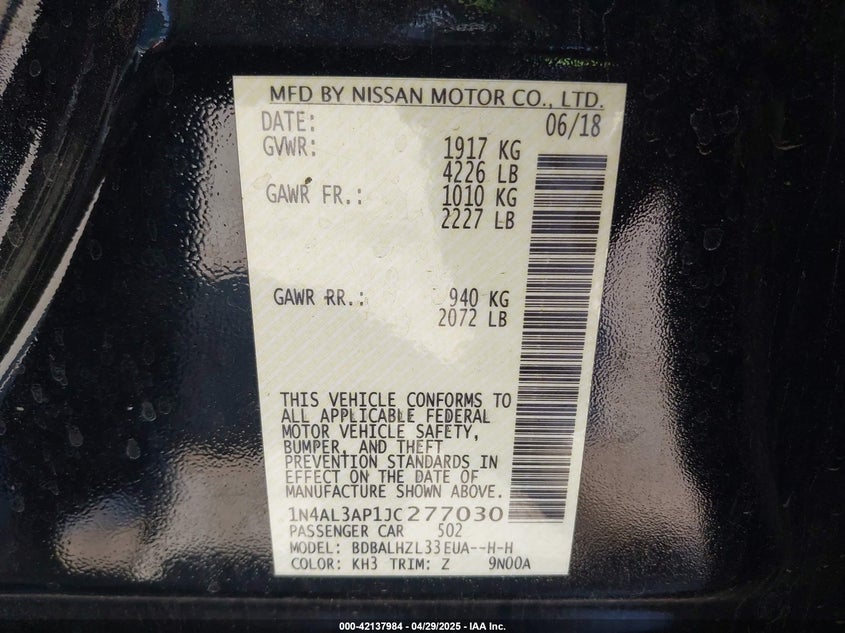 MFD BY NISSAN MOTOR CO., LTD.
DATE: 06/18
GVWR: 1917 KG
4226 LB
GAWR FR.: 1010 KG
2227 LB
GAWR RR.: 940 KG
2072 LB
THIS VEHICLE CONFORMS TO
ALL APPLICABLE FEDERAL
MOTOR VEHICLE SAFETY,
BUMPER, AND THEFT
PREVENTION STANDARDS IN
EFFECT ON THE DATE OF
MANUFACTURE SHOWN ABOVE.
1N4AL3AP1JC277030
PASSENGER CAR 502
MODEL: BDBALHZL33EUA--H-H
COLOR: KH3 TRIM: Z 9N00A
000-42137984 - 04/29/2025 - IAA Inc.